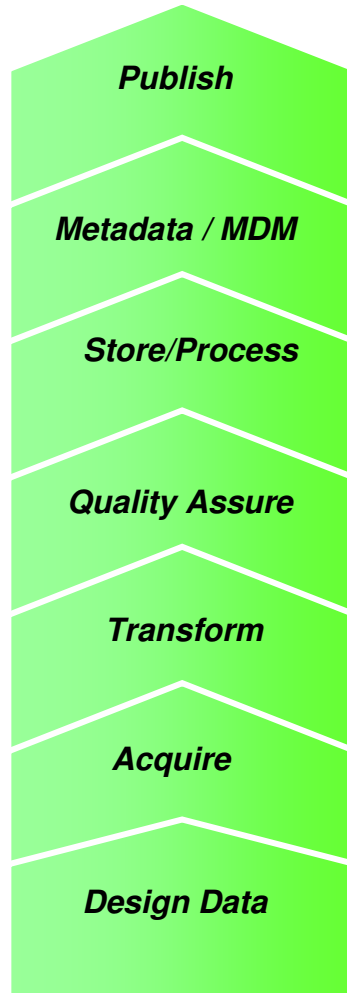 Publish
Metadata / MDM
Store/Process
Quality Assure
Transform
Acquire
Design Data